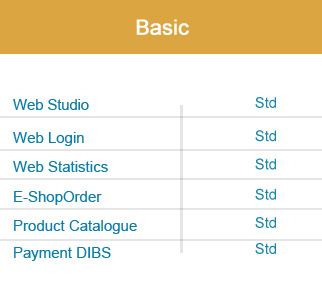 Basic
Web Studio Std
Web Login Std
Web Statistics Std
E-ShopOrder Std
Product Catalogue Std
Payment DIBS Std